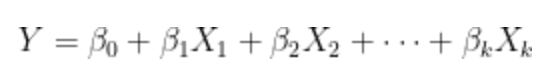 Y = β₀ + β₁X₁ + β₂X₂ + · · · + βₖXₖ